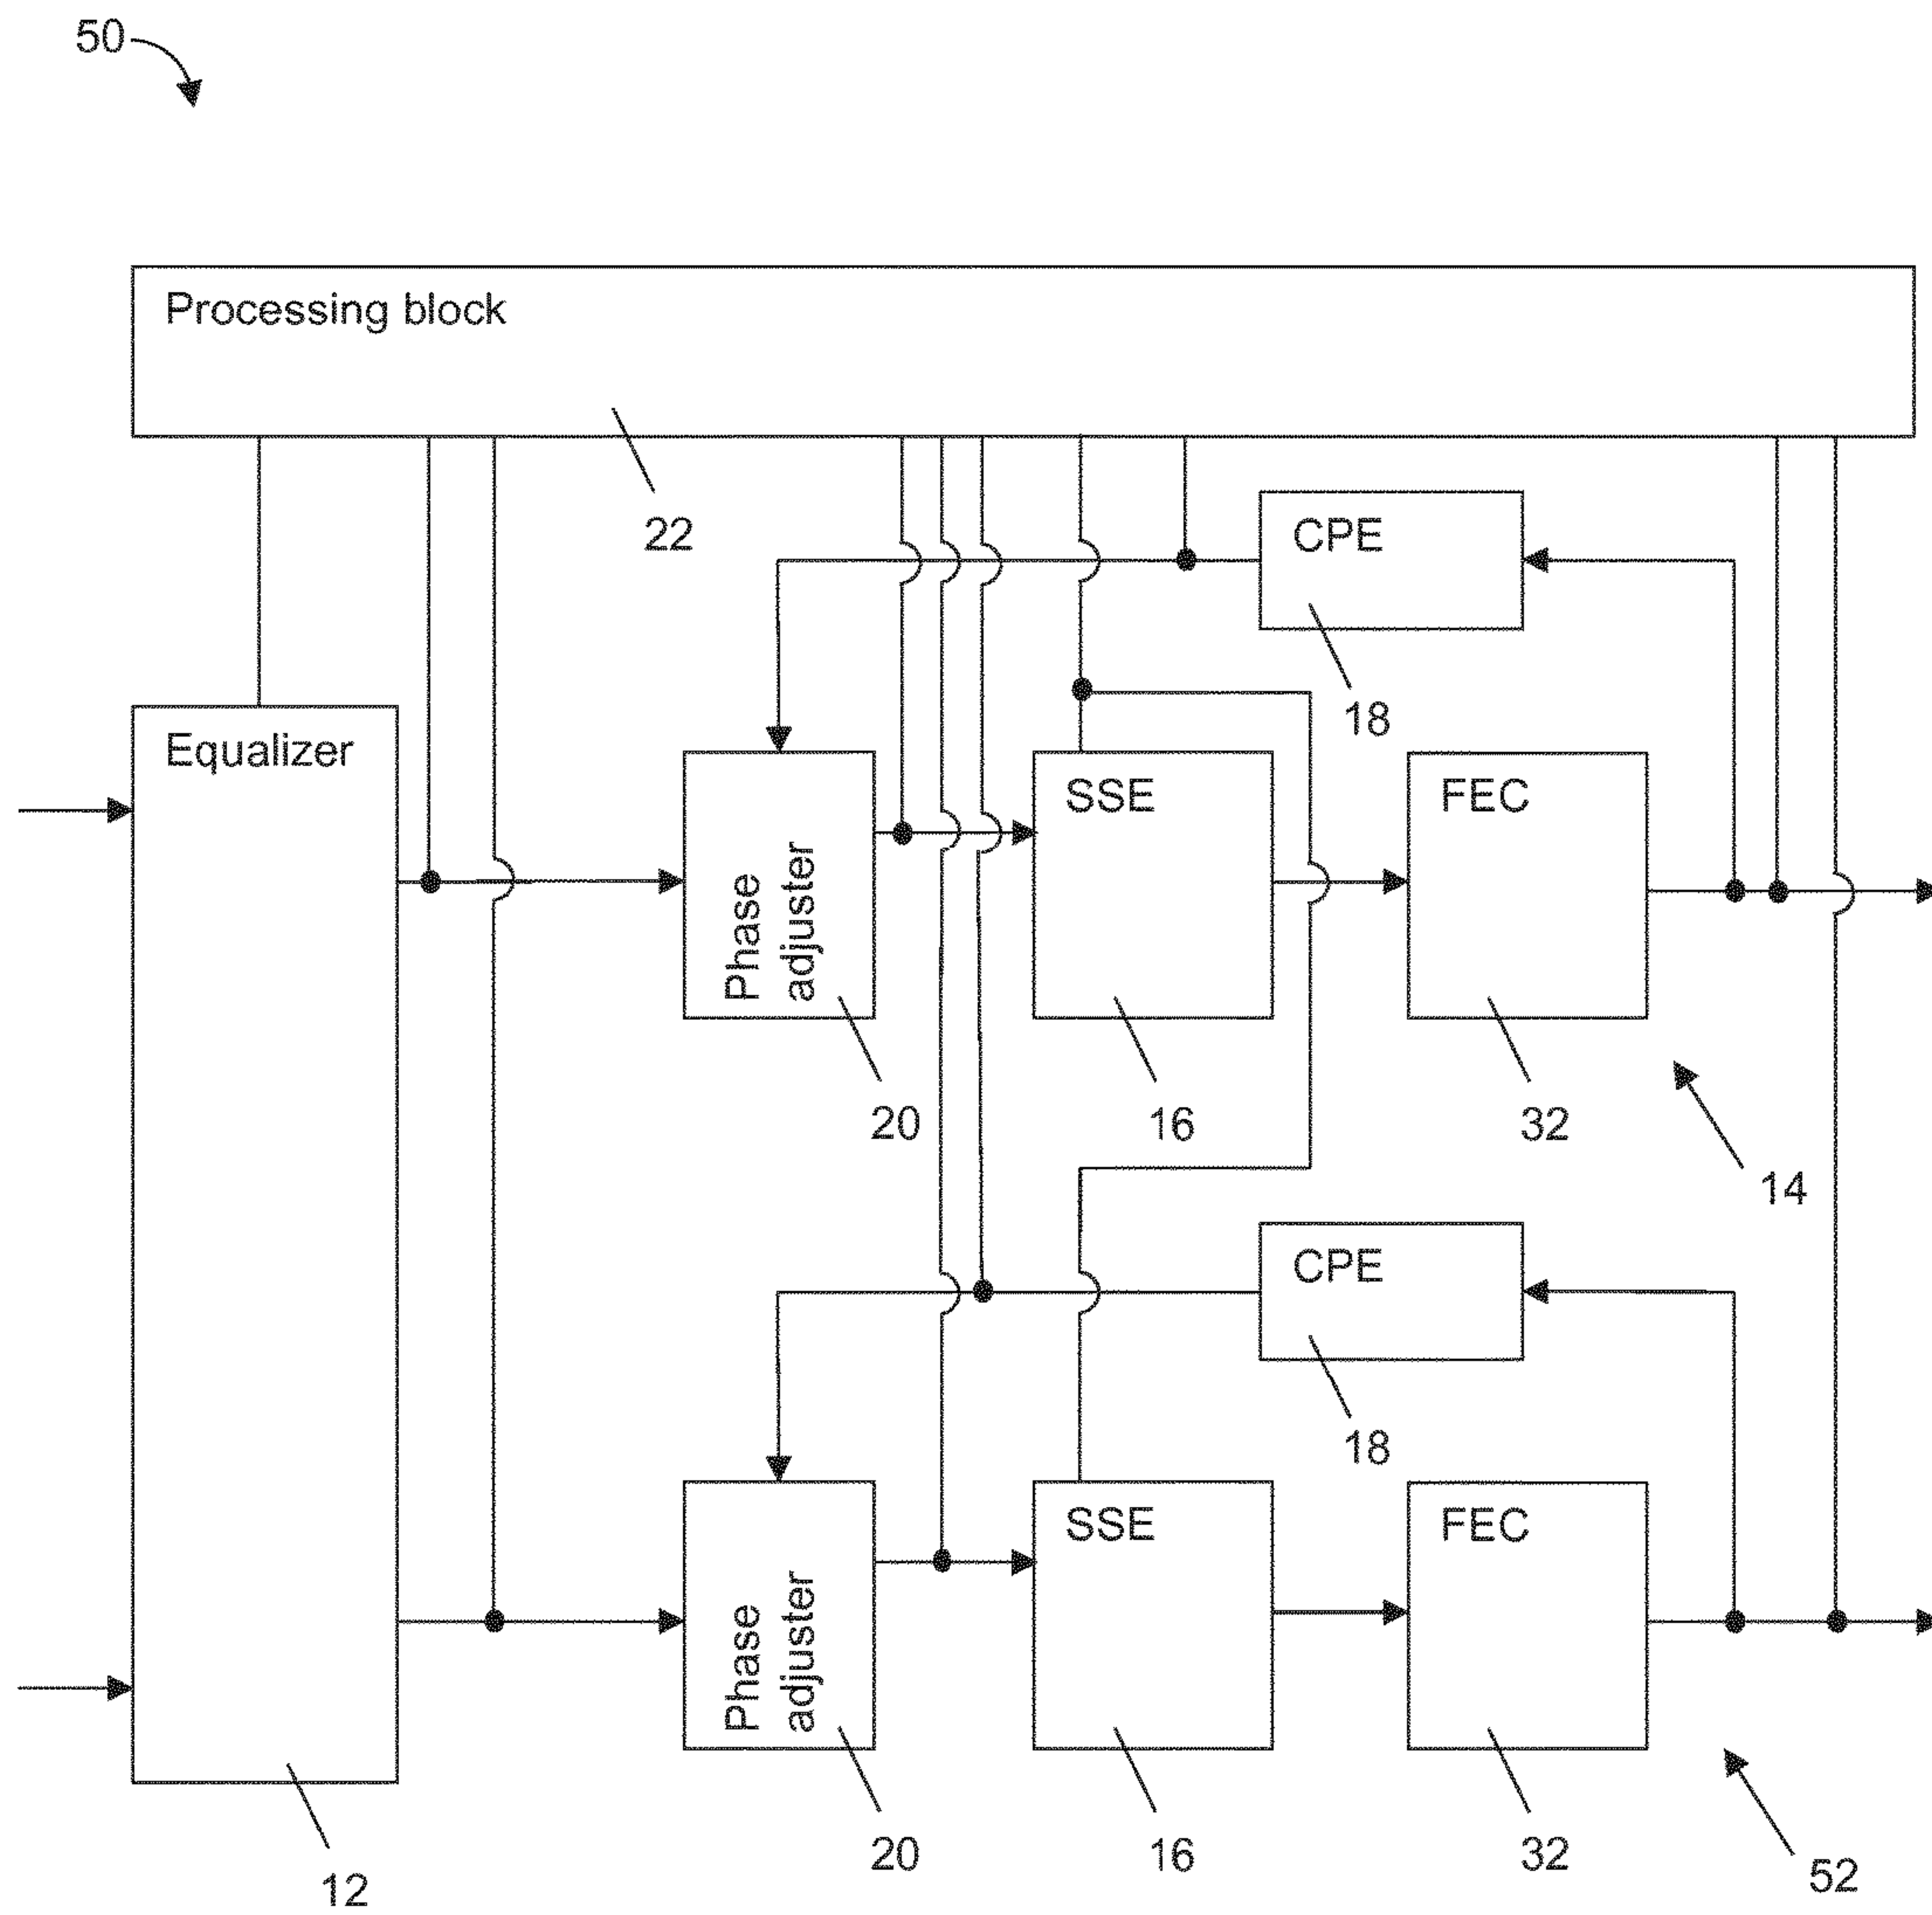 50
Processing block
22
CPE
18
Equalizer
Phase
adjuster
SSE
FEC
20
16
32
14
CPE
18
Phase
adjuster
SSE
FEC
12
20
16
32
52